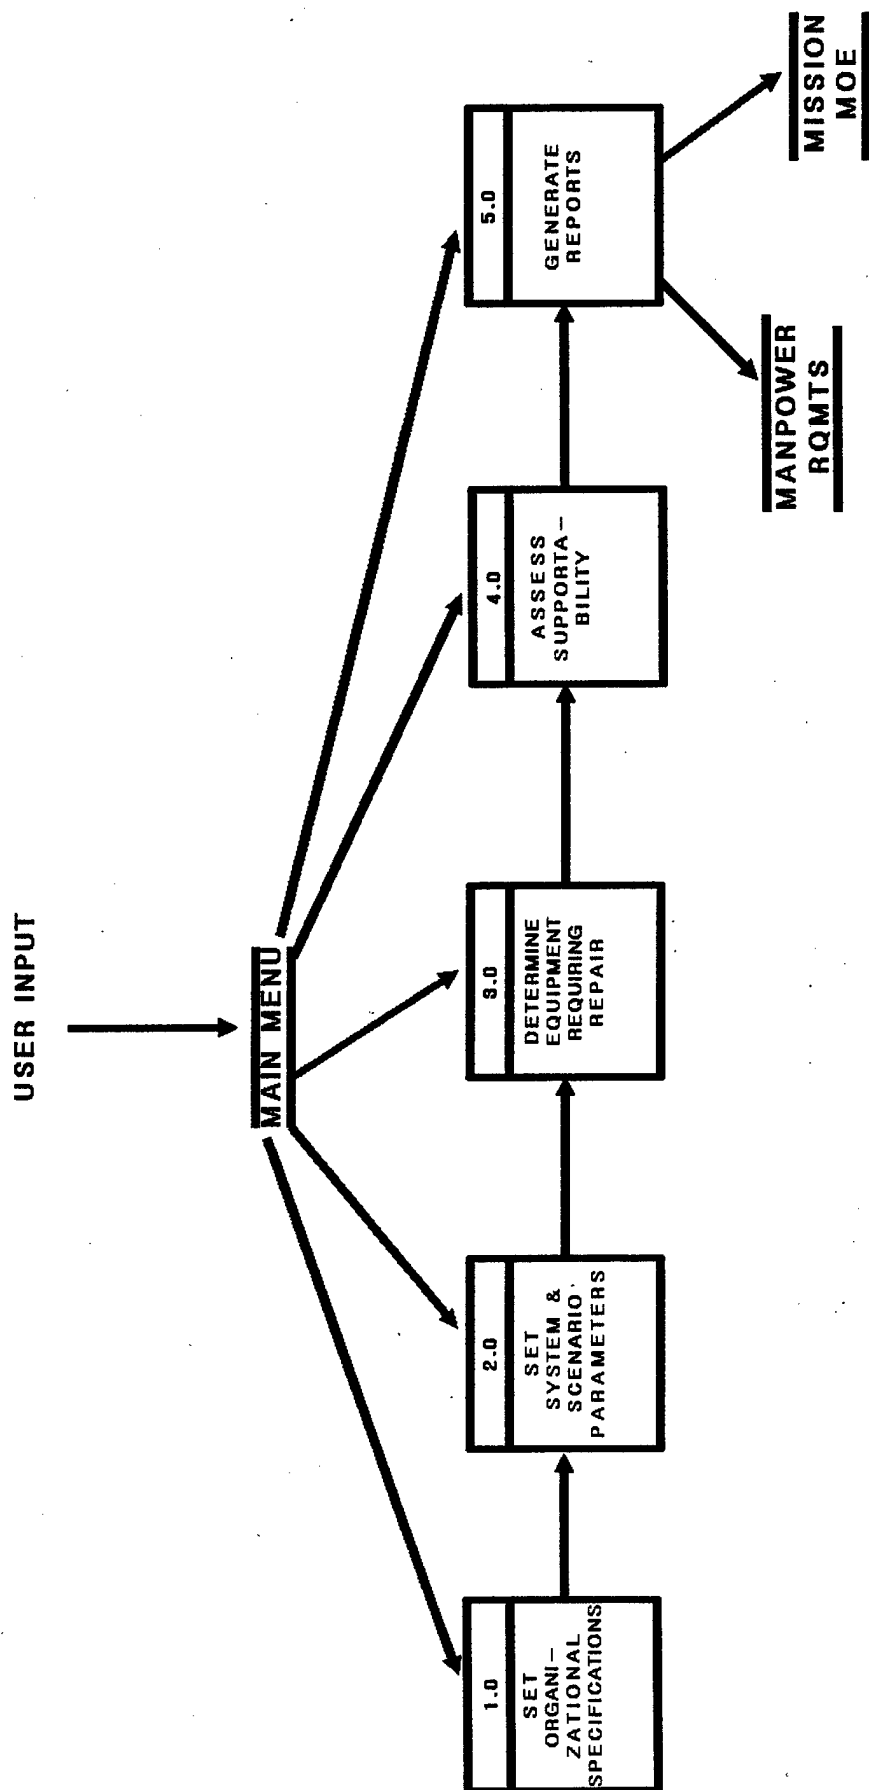 USER INPUT
MAIN MENU
1.0
SET
ORGANI-
ZATIONAL
SPECIFICATIONS
2.0
SET
SYSTEM &
SCENARIO
PARAMETERS
3.0
DETERMINE
EQUIPMENT
REQUIRING
REPAIR
4.0
ASSESS
SUPPORTA-
BILITY
5.0
GENERATE
REPORTS
MANPOWER
RQMTS
MISSION
MOE